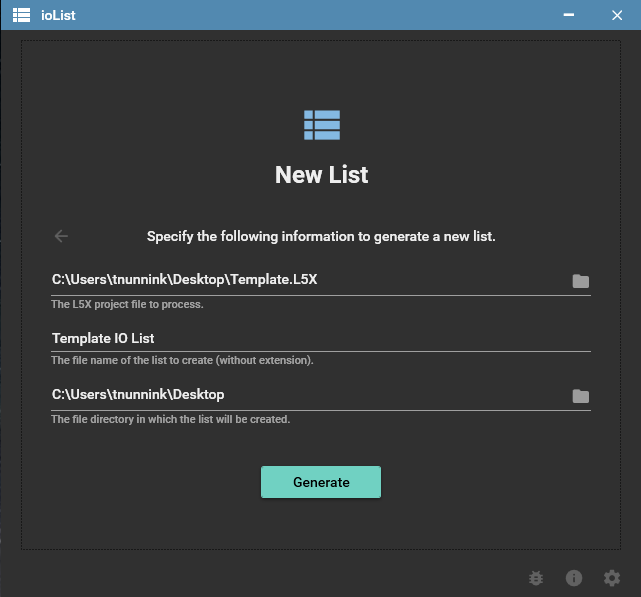 ioList
New List
Specify the following information to generate a new list.
C:\Users\tnunnink\Desktop\Template.L5X
The L5X project file to process.
Template IO List
The file name of the list to create (without extension).
C:\Users\tnunnink\Desktop
The file directory in which the list will be created.
Generate